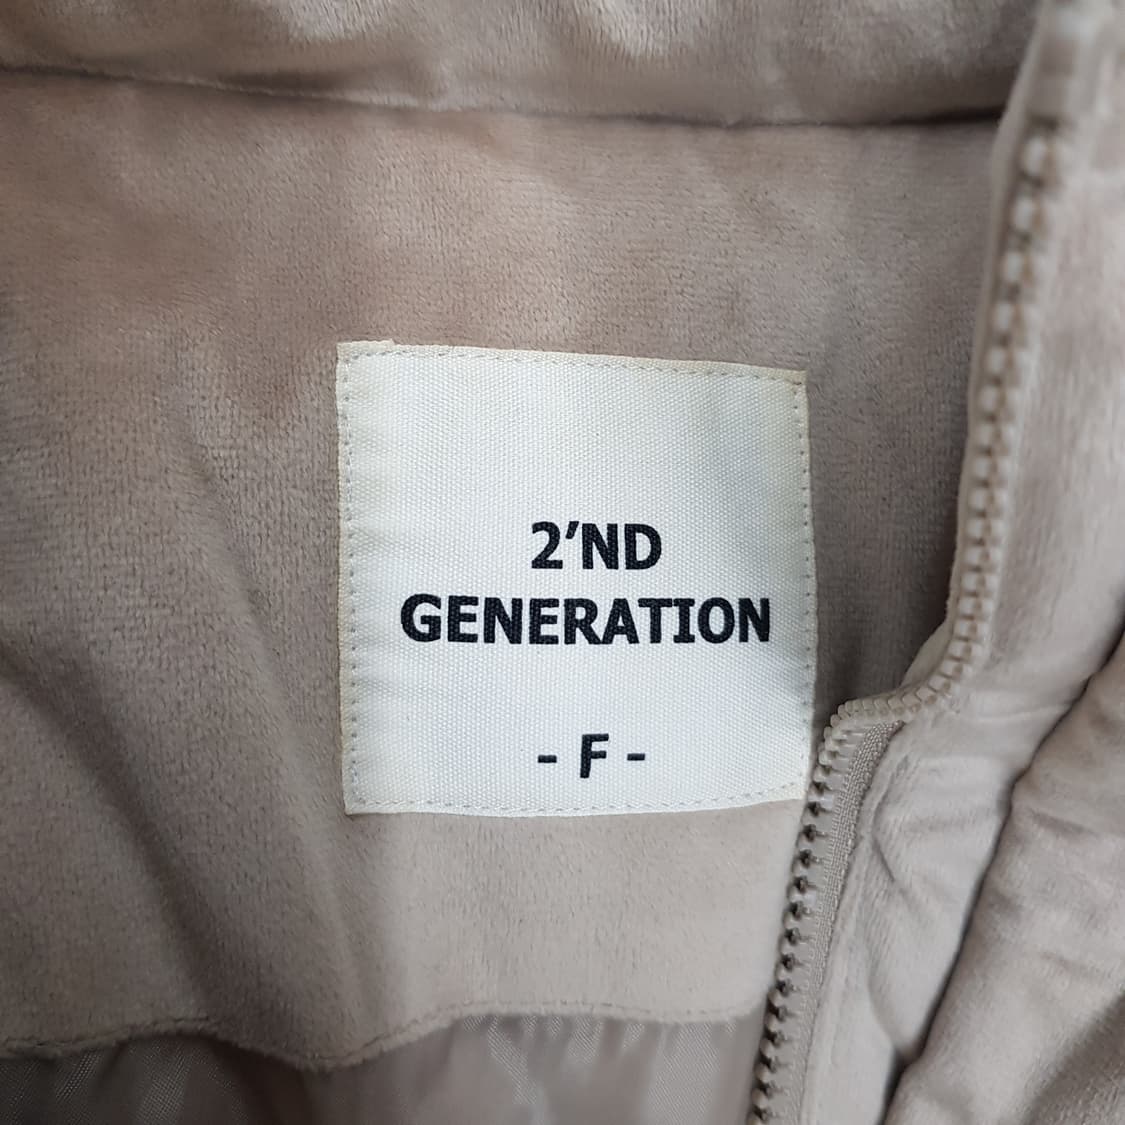 2'ND
GENERATION
- F -